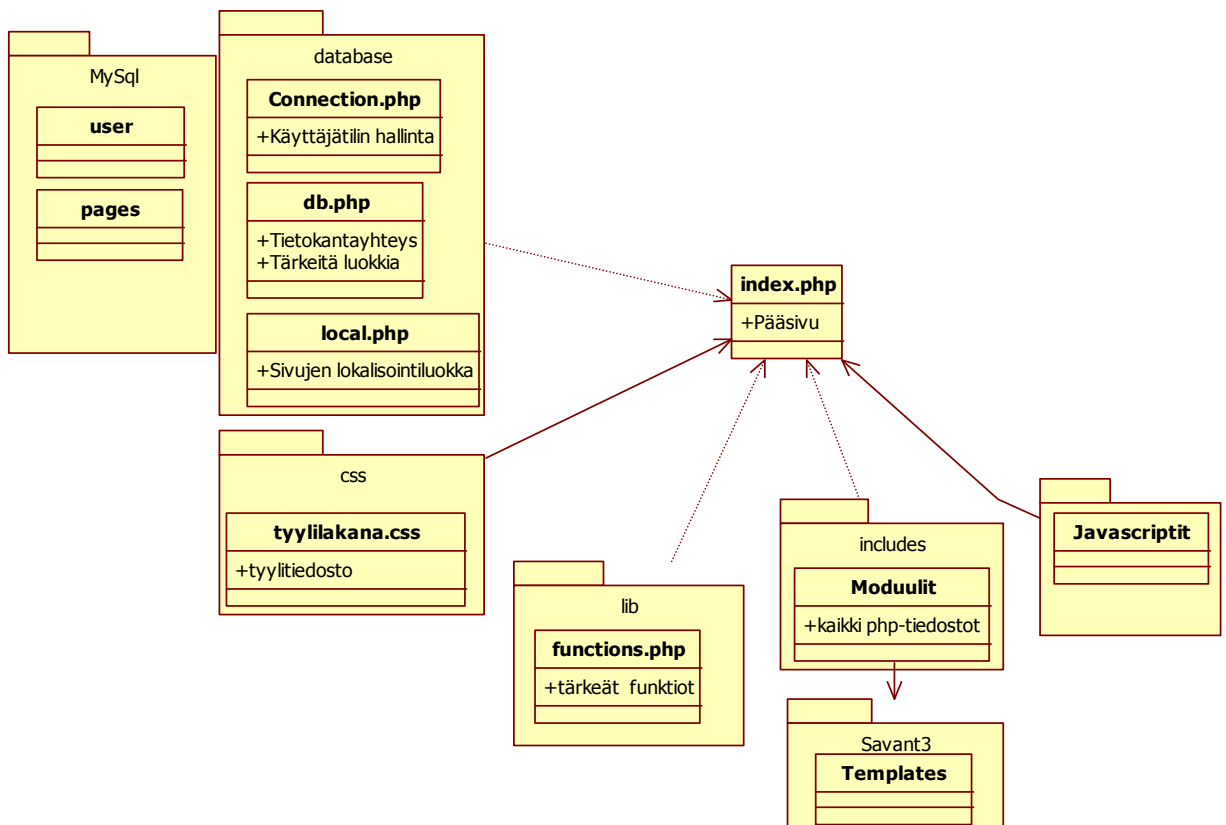 MySql
user
pages
database
Connection.php
+Käyttäjätilin hallinta
db.php
+Tietokantayhteys
+Tärkeitä luokkia
local.php
+Sivujen lokalisointiluokka
index.php
+Pääsivu
css
tyylilakana.css
+tyylitiedosto
lib
functions.php
+tärkeät funktiot
includes
Moduulit
+kaikki php-tiedostot
Javascriptit
Savant3
Templates